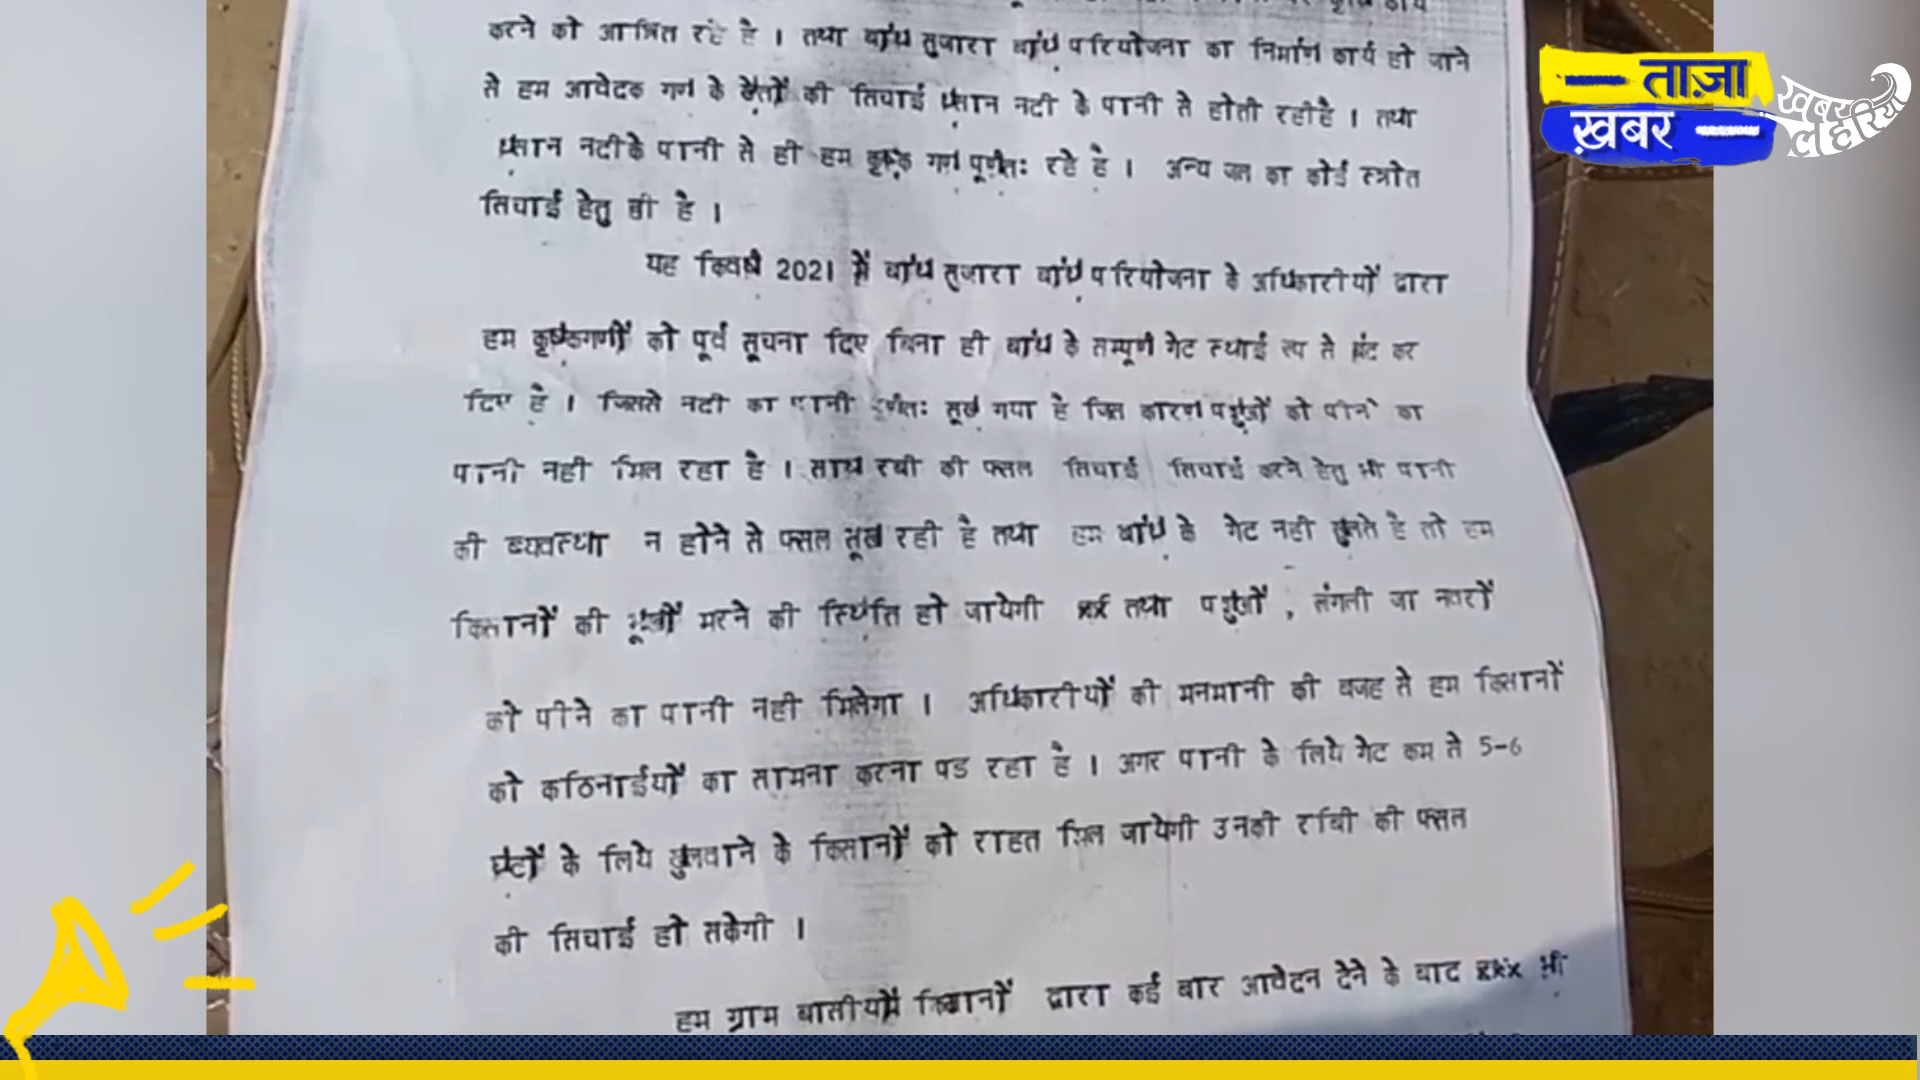 करने को आश्रित रहे है । तथा बांध सुजारा बांध परियोजना का निर्माण कार्य हो जाने
से हम आवेदक गण के खेतों की सिचाई धसान नदी के पानी से होती रही है । तथा
धसान नदी के पानी से ही हम कृषक गण पूर्णतः रहे है । अन्य जल का कोई स्त्रोत
सिचाई हेतु है ।
यह कि वर्ष 2021 में बांध सुजारा बांध परियोजना के अधिकारीयों द्वारा
हम कृषकगणों को पूर्व सूचना दिए बिना ही बांध के सम्पूर्ण गेट स्थाई रूप से बंद कर
दिए है । जिससे नदी का पानी पूर्णतः सूख गया है जिस कारण पशुओं को पीने का
पानी नही मिल रहा है । साथ रबी की फसल सिचाई सिचाई करने हेतु भी पानी
की व्यवस्था न होने से फसल सूख रही है तथा हम बांध के गेट नही खुलते है तो हम
किसानों की भूखों मरने की स्थिति हो जायेगी xx तथा पशुओं , जंगली जानवरों
को पीने का पानी नही मिलेगा । अधिकारीयों की मनमानी की वजह से हम किसानों
को कठिनाईयों का सामना करना पड रहा है । अगर पानी के लिये गेट कम से 5-6
घंटों के लिये खुलवाने के किसानों को राहत मिल जायेगी उनकी राबी की फसल
की सिचाई हो सकेगी ।
हम ग्राम वासीयों किसानों द्वारा कई बार आवेदन देने के बाद xxx भी
ताज़ा
ख़बर
खबर
लहरिया